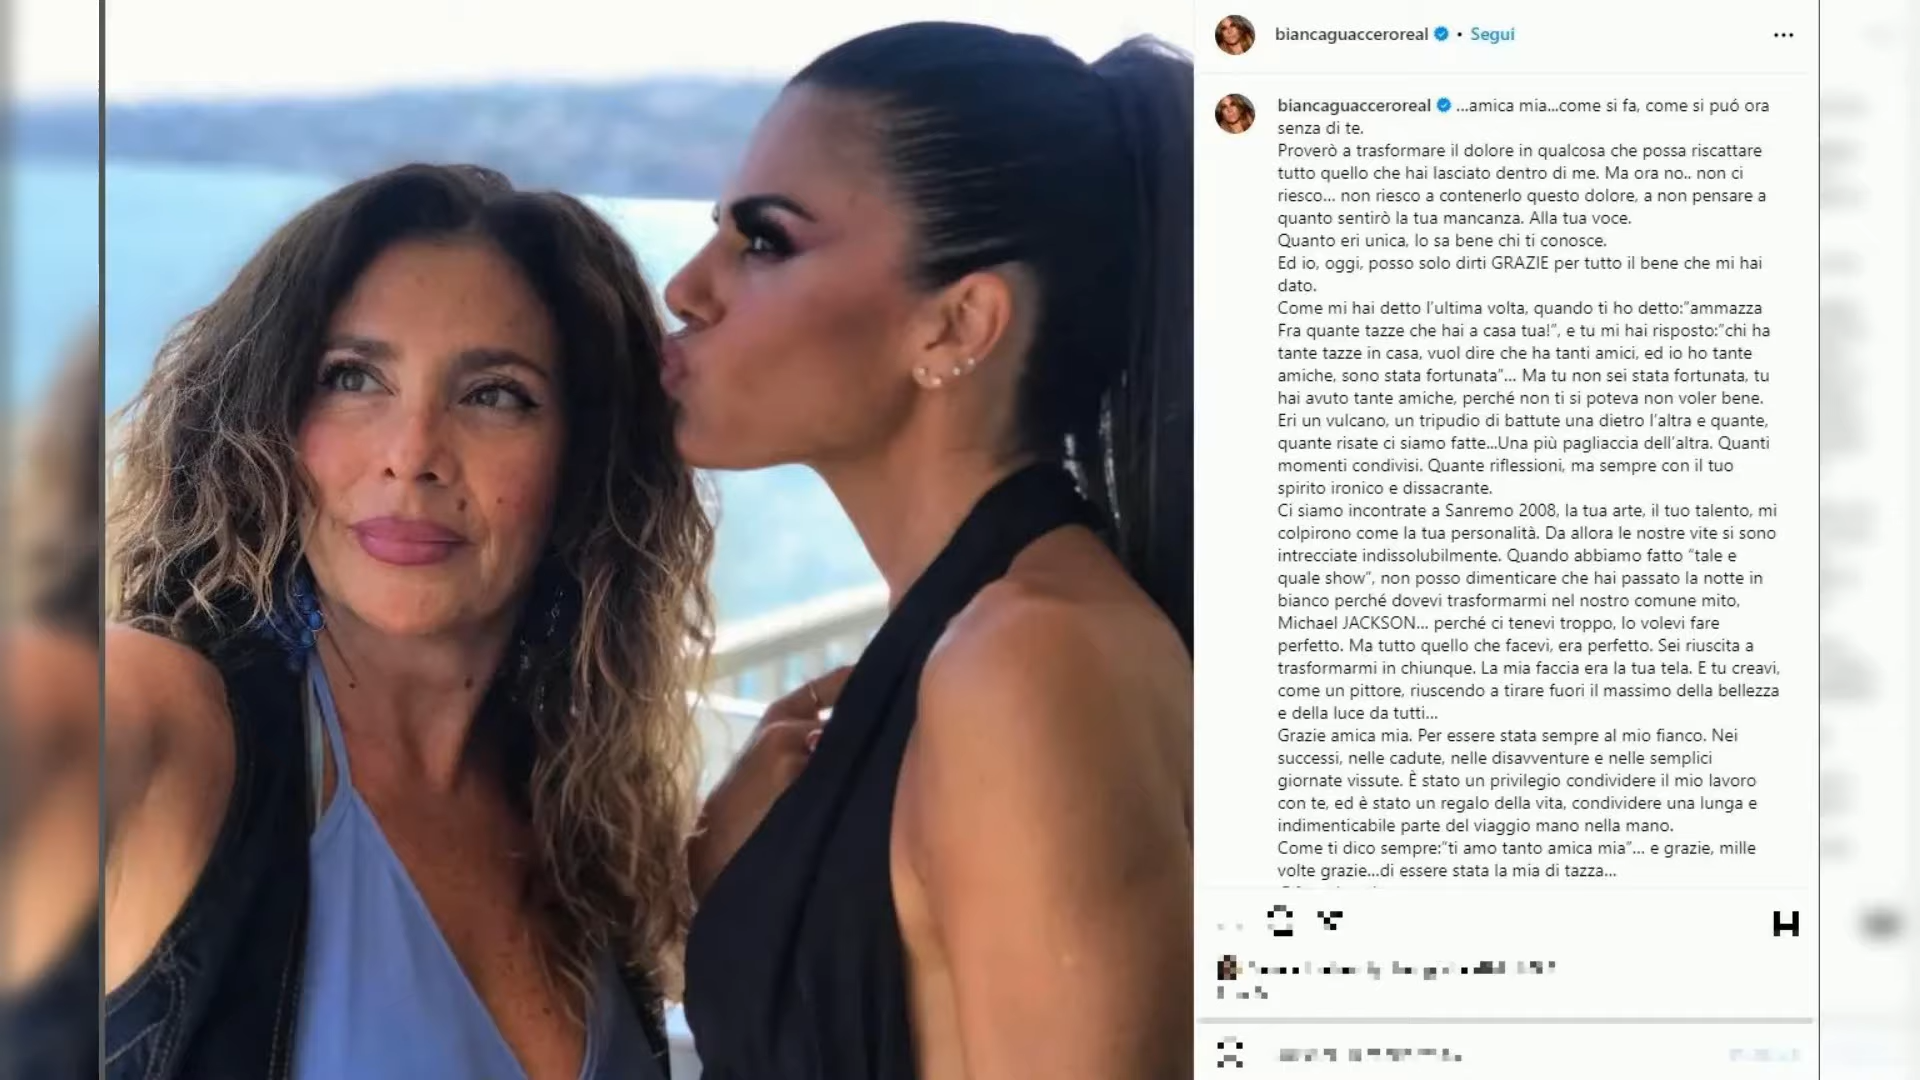 biancaguacceroreal • Segui
biancaguacceroreal ...amica mia...come si fa, come si puó ora
senza di te.
Proverò a trasformare il dolore in qualcosa che possa riscattare
tutto quello che hai lasciato dentro di me. Ma ora no.. non ci
riesco... non riesco a contenerlo questo dolore, a non pensare a
quanto sentirò la tua mancanza. Alla tua voce.
Quanto eri unica, lo sa bene chi ti conosce.
Ed io, oggi, posso solo dirti GRAZIE per tutto il bene che mi hai
dato.
Come mi hai detto l'ultima volta, quando ti ho detto:"ammazza
Fra quante tazze che hai a casa tua!", e tu mi hai risposto:"chi ha
tante tazze in casa, vuol dire che ha tanti amici, ed io ho tante
amiche, sono stata fortunata"... Ma tu non sei stata fortunata, tu
hai avuto tante amiche, perché non ti si poteva non voler bene.
Eri un vulcano, un tripudio di battute una dietro l'altra e quante,
quante risate ci siamo fatte...Una più pagliaccia dell'altra. Quanti
momenti condivisi. Quante riflessioni, ma sempre con il tuo
spirito ironico e dissacrante.
Ci siamo incontrate a Sanremo 2008, la tua arte, il tuo talento, mi
colpirono come la tua personalità. Da allora le nostre vite si sono
intrecciate indissolubilmente. Quando abbiamo fatto "tale e
quale show", non posso dimenticare che hai passato la notte in
bianco perché dovevi trasformarmi nel nostro comune mito,
Michael JACKSON... perché ci tenevi troppo, lo volevi fare
perfetto. Ma tutto quello che facevi, era perfetto. Sei riuscita a
trasformarmi in chiunque. La mia faccia era la tua tela. E tu creavi,
come un pittore, riuscendo a tirare fuori il massimo della bellezza
e della luce da tutti...
Grazie amica mia. Per essere stata sempre al mio fianco. Nei
successi, nelle cadute, nelle disavventure e nelle semplici
giornate vissute. È stato un privilegio condividere il mio lavoro
con te, ed è stato un regalo della vita, condividere una lunga e
indimenticabile parte del viaggio mano nella mano.
Come ti dico sempre:"ti amo tanto amica mia"... e grazie, mille
volte grazie...di essere stata la mia di tazza...